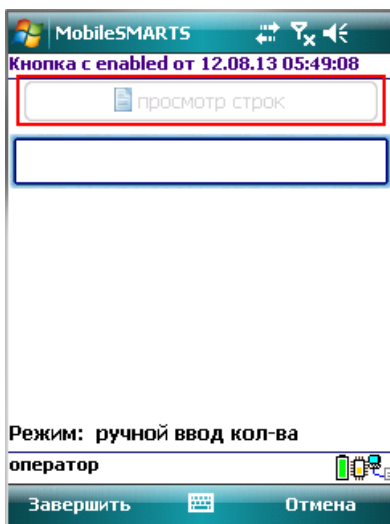 MobileSMARTS
Кнопка с enabled от 12.08.13 05:49:08
просмотр строк
Режим: ручной ввод кол-ва
оператор
Завершить
Отмена